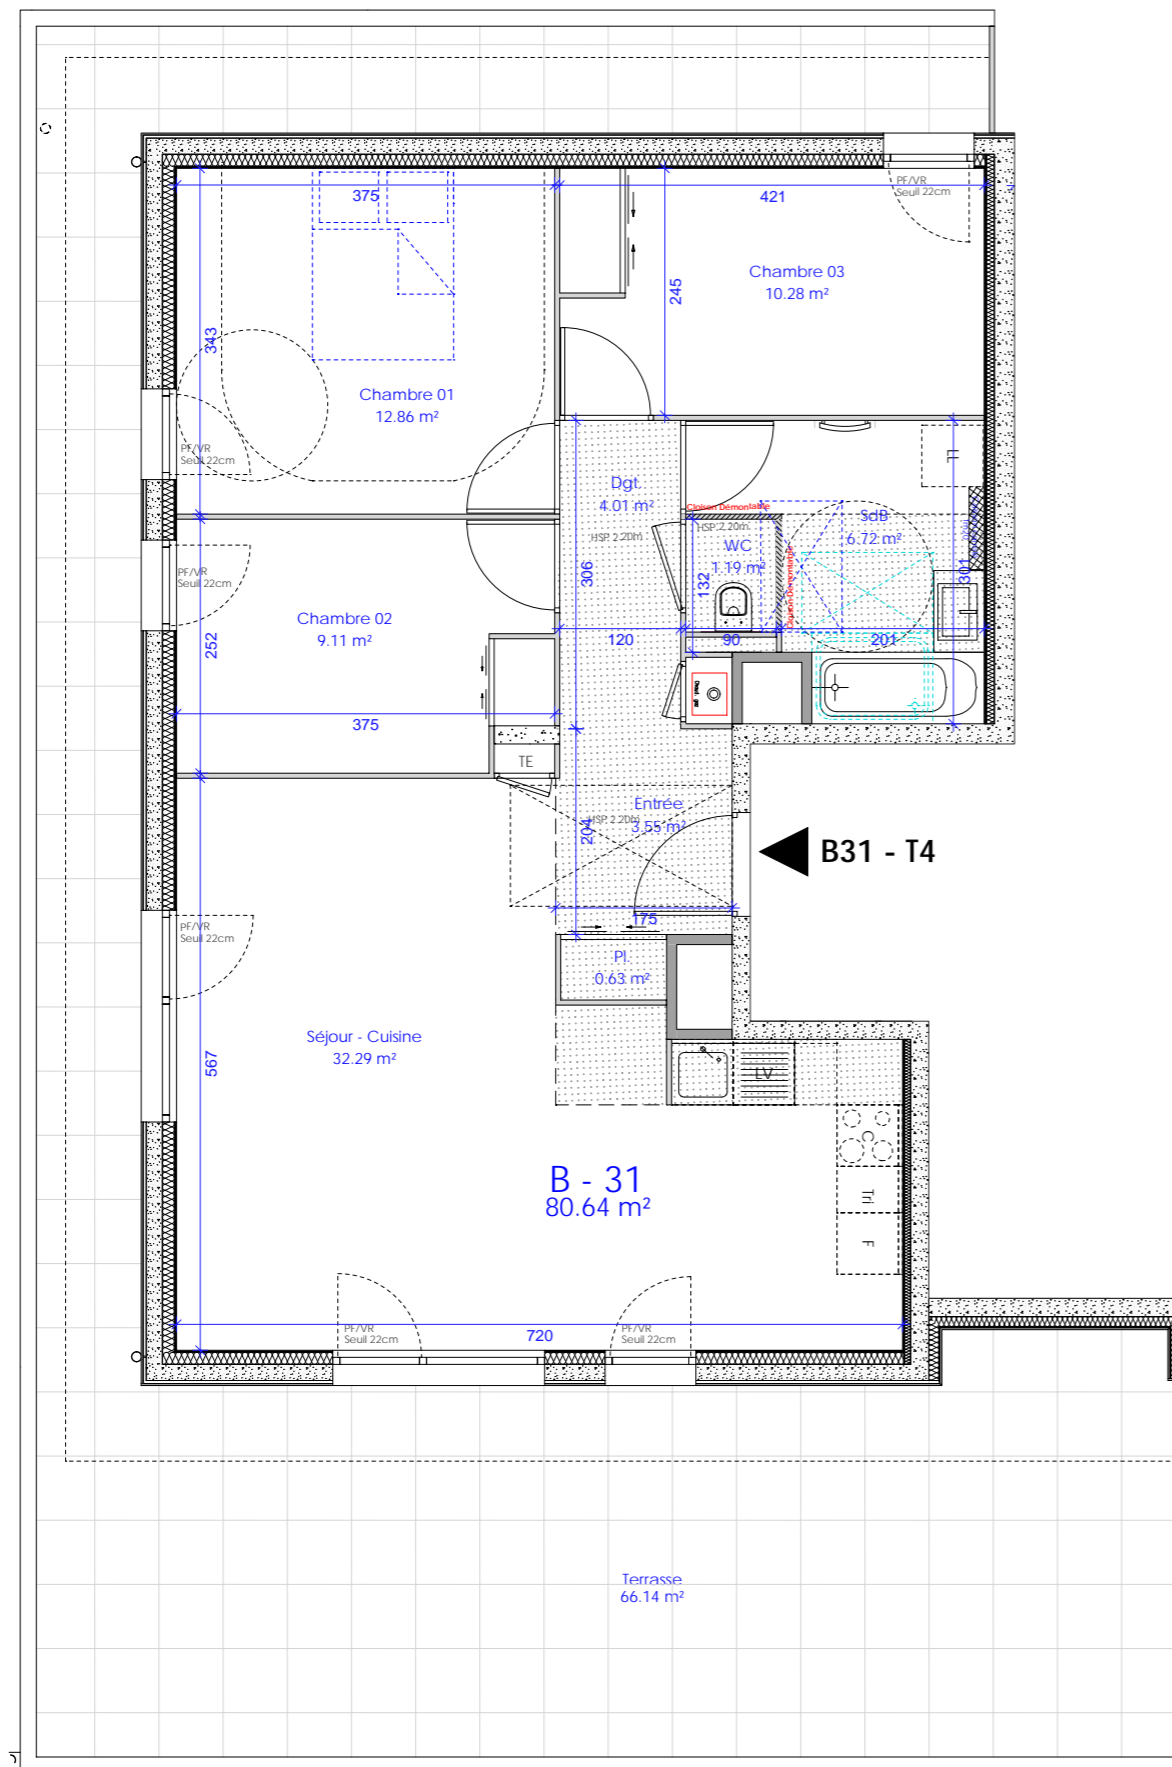 375
421
PF/VR
Seuil 22cm
Chambre 03
10.28 m²
245
343
Chambre 01
12.86 m²
PF/VR
Seuil 22cm
Dgt.
4.01 m²
LL
Cloison Démontable
HSP. 2.20m
HSP. 2.20m
WC
1.19 m²
SdB
6.72 m²
Cloison Démontable
PF/VR
Seuil 22cm
306
132
301
Chambre 02
9.11 m²
252
120
90
201
375
TE
Entrée
3.55 m²
HSP. 2.20m
204
B31 - T4
175
PF/VR
Seuil 22cm
Pl.
0.63 m²
Séjour - Cuisine
32.29 m²
567
LV
C
B - 31
80.64 m²
Tri
F
PF/VR
Seuil 22cm
720
PF/VR
Seuil 22cm
Terrasse
66.14 m²